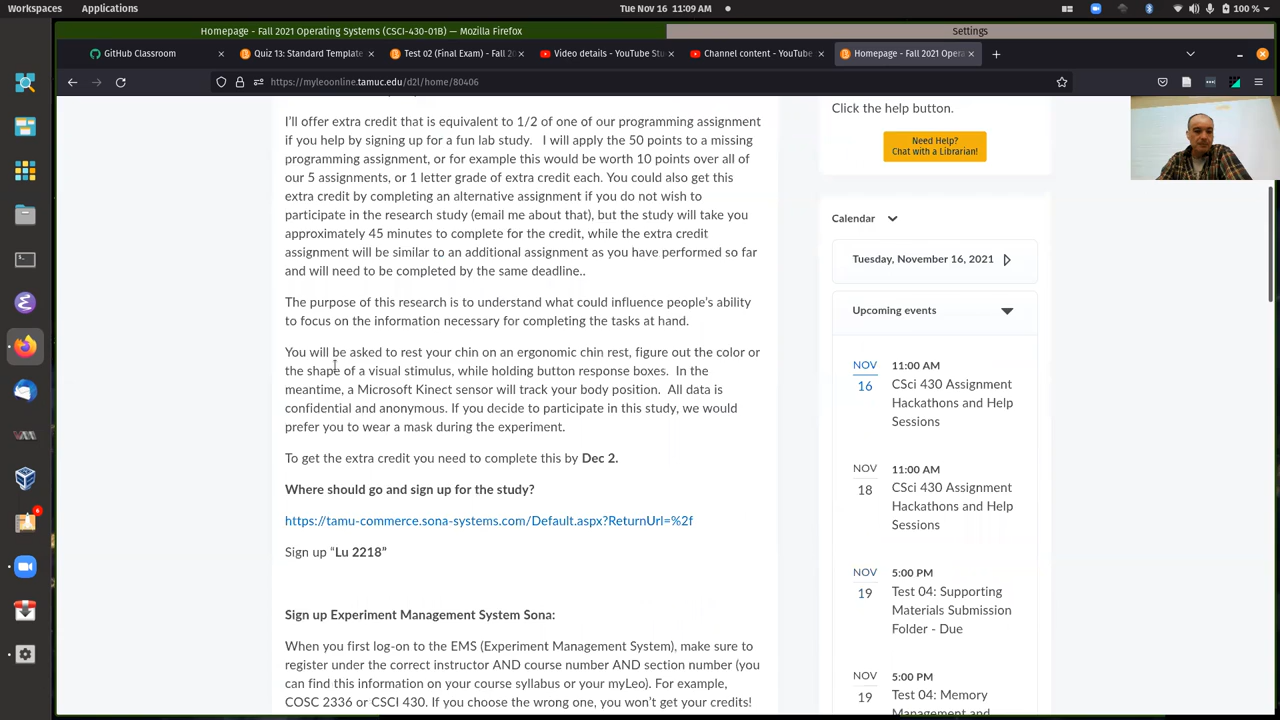 Workspaces Applications Tue Nov 16 11:09 AM 100 %
Homepage - Fall 2021 Operating Systems (CSCI-430-01B) — Mozilla Firefox Settings
GitHub Classroom Quiz 13: Standard Template Test 02 (Final Exam) - Fall 20 Video details - YouTube Stu Channel content - YouTube Homepage - Fall 2021 Opera
https://myleoonline.tamuc.edu/d2l/home/80406
I'll offer extra credit that is equivalent to 1/2 of one of our programming assignment
if you help by signing up for a fun lab study. I will apply the 50 points to a missing
programming assignment, or for example this would be worth 10 points over all of
our 5 assignments, or 1 letter grade of extra credit each. You could also get this
extra credit by completing an alternative assignment if you do not wish to
participate in the research study (email me about that), but the study will take you
approximately 45 minutes to complete for the credit, while the extra credit
assignment will be similar to an additional assignment as you have performed so far
and will need to be completed by the same deadline..
The purpose of this research is to understand what could influence people's ability
to focus on the information necessary for completing the tasks at hand.
You will be asked to rest your chin on an ergonomic chin rest, figure out the color or
the shape of a visual stimulus, while holding button response boxes. In the
meantime, a Microsoft Kinect sensor will track your body position. All data is
confidential and anonymous. If you decide to participate in this study, we would
prefer you to wear a mask during the experiment.
To get the extra credit you need to complete this by Dec 2.
Where should go and sign up for the study?
https://tamu-commerce.sona-systems.com/Default.aspx?ReturnUrl=%2f
Sign up “Lu 2218”
Sign up Experiment Management System Sona:
When you first log-on to the EMS (Experiment Management System), make sure to
register under the correct instructor AND course number AND section number (you
can find this information on your course syllabus or your myLeo). For example,
COSC 2336 or CSCI 430. If you choose the wrong one, you won't get your credits!
Click the help button.
Need Help?
Chat with a Librarian!
Calendar
Tuesday, November 16, 2021
Upcoming events
NOV 11:00 AM
16 CSci 430 Assignment
Hackathons and Help
Sessions
NOV 11:00 AM
18 CSci 430 Assignment
Hackathons and Help
Sessions
NOV 5:00 PM
19 Test 04: Supporting
Materials Submission
Folder - Due
NOV 5:00 PM
19 Test 04: Memory
Management and